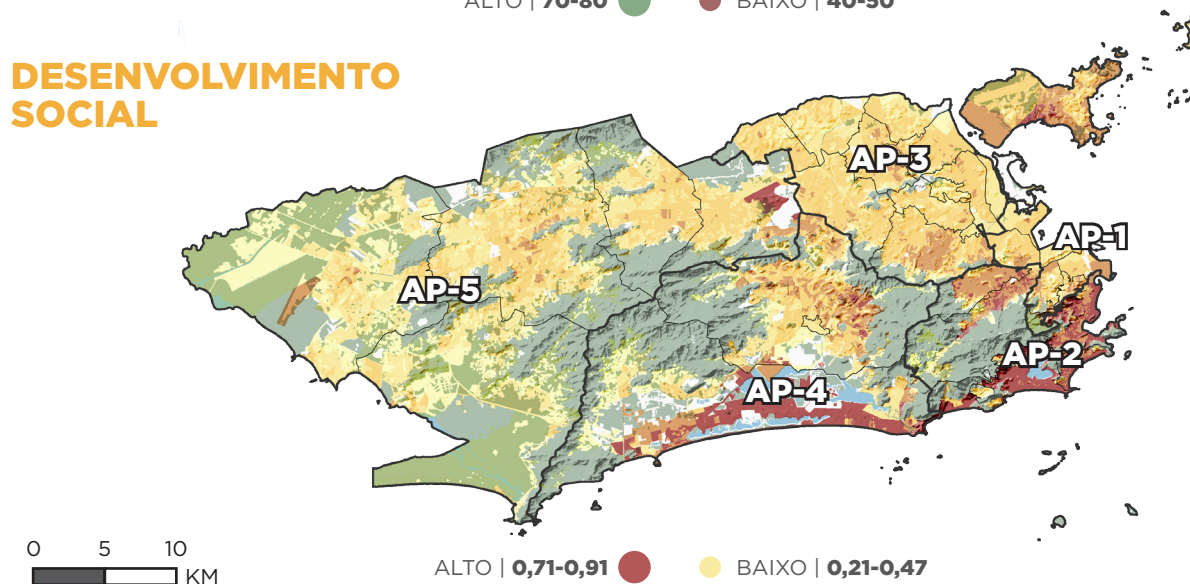 ALTO | 70-80 BAIXO | 40-50
DESENVOLVIMENTO
SOCIAL
AP-3
AP-1
AP-5
AP-2
AP-4
0 5 10
KM
ALTO | 0,71-0,91 BAIXO | 0,21-0,47